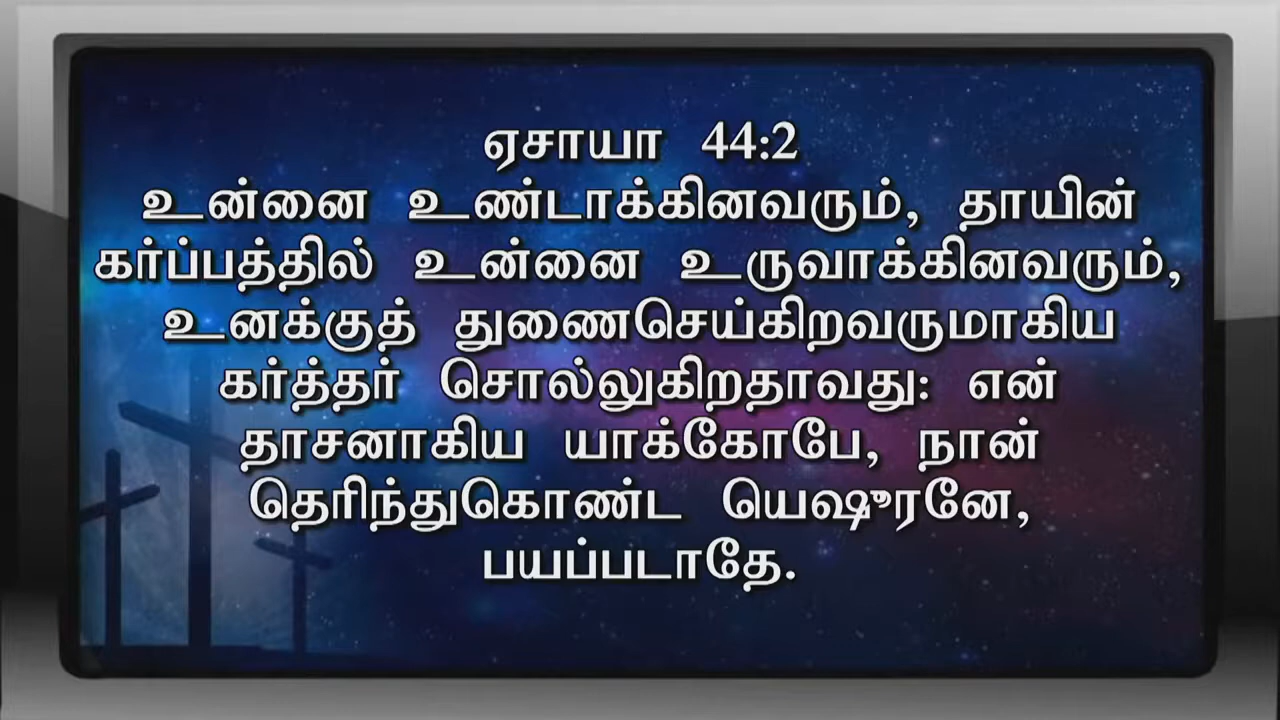 ஏசாயா 44:2
உன்னை உண்டாக்கினவரும், தாயின்
கர்ப்பத்தில் உன்னை உருவாக்கினவரும்,
உனக்குத் துணைசெய்கிறவருமாகிய
கர்த்தர் சொல்லுகிறதாவது: என்
தாசனாகிய யாக்கோபே, நான்
தெரிந்துகொண்ட யெஷுரனே,
பயப்படாதே.